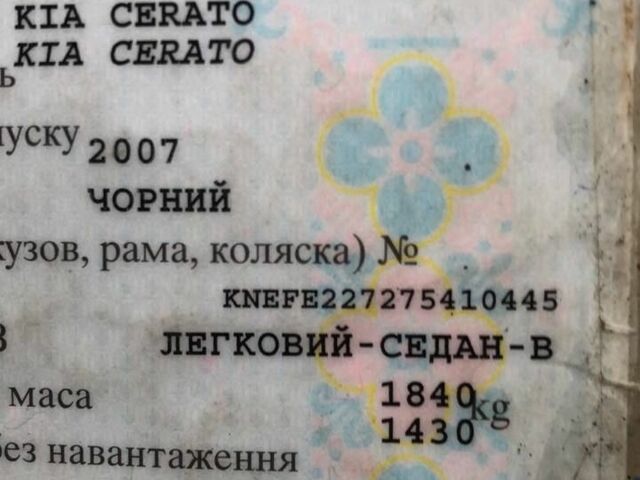 KIA CERATO
KIA CERATO
ь
пуску 2007
ЧОРНИЙ
кузов, рама, коляска) №
KNEFE227275410445
ЛЕГКОВИЙ-СЕДАН-В
маса 1840 kg
без навантаження 1430